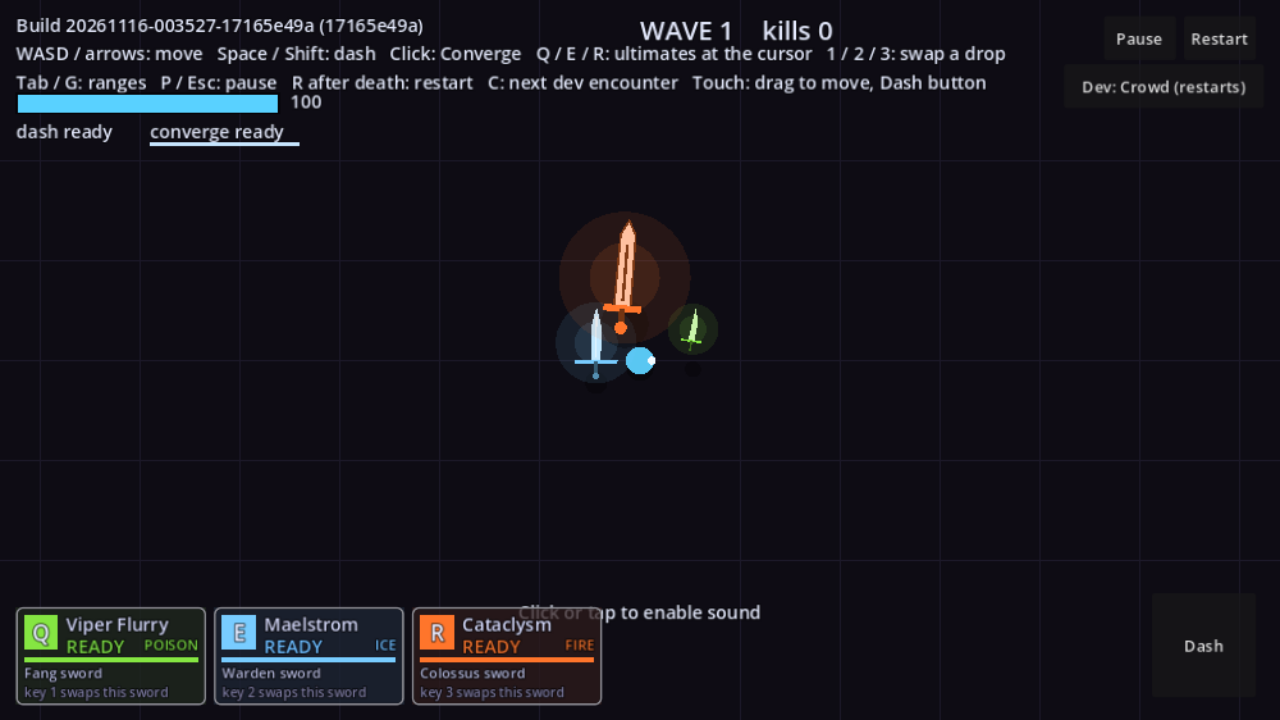 Build 20261116-003527-17165e49a (17165e49a)
WAVE 1 kills 0
Pause
Restart
WASD / arrows: move Space / Shift: dash Click: Converge Q / E / R: ultimates at the cursor 1 / 2 / 3: swap a drop
Tab / G: ranges P / Esc: pause R after death: restart C: next dev encounter Touch: drag to move, Dash button
Dev: Crowd (restarts)
100
dash ready
converge ready
Click or tap to enable sound
Q
Viper Flurry
READY
POISON
Fang sword
key 1 swaps this sword
E
Maelstrom
READY
ICE
Warden sword
key 2 swaps this sword
R
Cataclysm
READY
FIRE
Colossus sword
key 3 swaps this sword
Dash